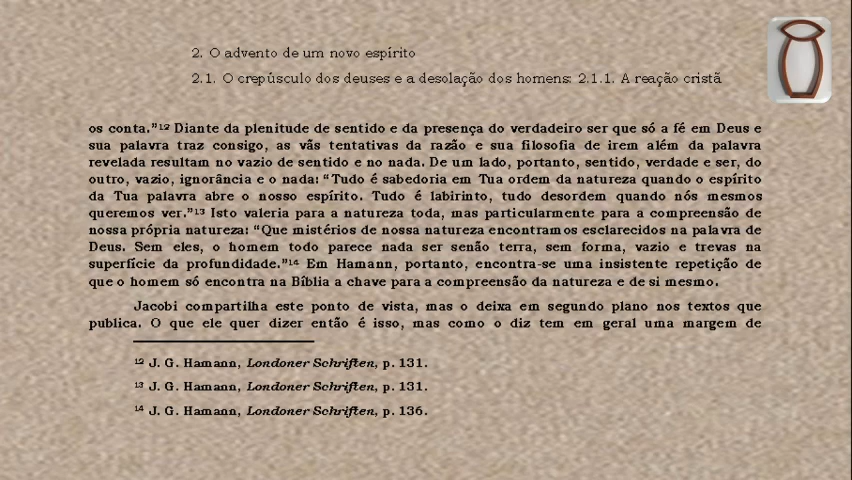 2. O advento de um novo espírito
2.1. O crepúsculo dos deuses e a desolação dos homens: 2.1.1. A reação cristã
os conta.”¹² Diante da plenitude de sentido e da presença do verdadeiro ser que só a fé em Deus e
sua palavra traz consigo, as vãs tentativas da razão e sua filosofia de irem além da palavra
revelada resultam no vazio de sentido e no nada. De um lado, portanto, sentido, verdade e ser, do
outro, vazio, ignorância e o nada: “Tudo é sabedoria em Tua ordem da natureza quando o espírito
da Tua palavra abre o nosso espírito. Tudo é labirinto, tudo desordem quando nós mesmos
queremos ver.”¹³ Isto valeria para a natureza toda, mas particularmente para a compreensão de
nossa própria natureza: “Que mistérios de nossa natureza encontramos esclarecidos na palavra de
Deus. Sem eles, o homem todo parece nada ser senão terra, sem forma, vazio e trevas na
superfície da profundidade.”¹⁴ Em Hamann, portanto, encontra-se uma insistente repetição de
que o homem só encontra na Bíblia a chave para a compreensão da natureza e de si mesmo.
Jacobi compartilha este ponto de vista, mas o deixa em segundo plano nos textos que
publica. O que ele quer dizer então é isso, mas como o diz tem em geral uma margem de
¹² J. G. Hamann, Londoner Schriften, p. 131.
¹³ J. G. Hamann, Londoner Schriften, p. 131.
¹⁴ J. G. Hamann, Londoner Schriften, p. 136.